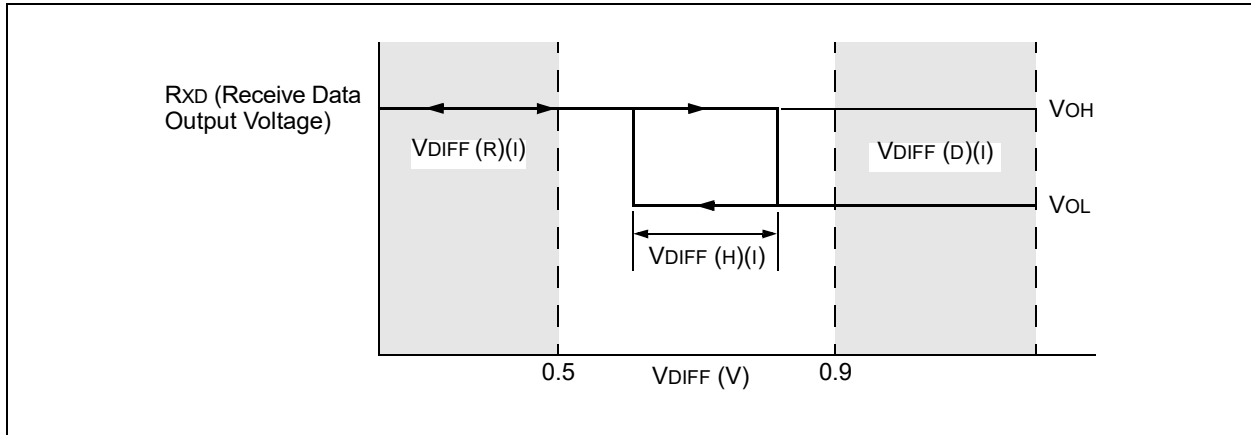 RXD (Receive Data
Output Voltage)
VOH
VDIFF (R)(I)
VDIFF (D)(I)
VOL
VDIFF (H)(I)
0.5
VDIFF (V)
0.9